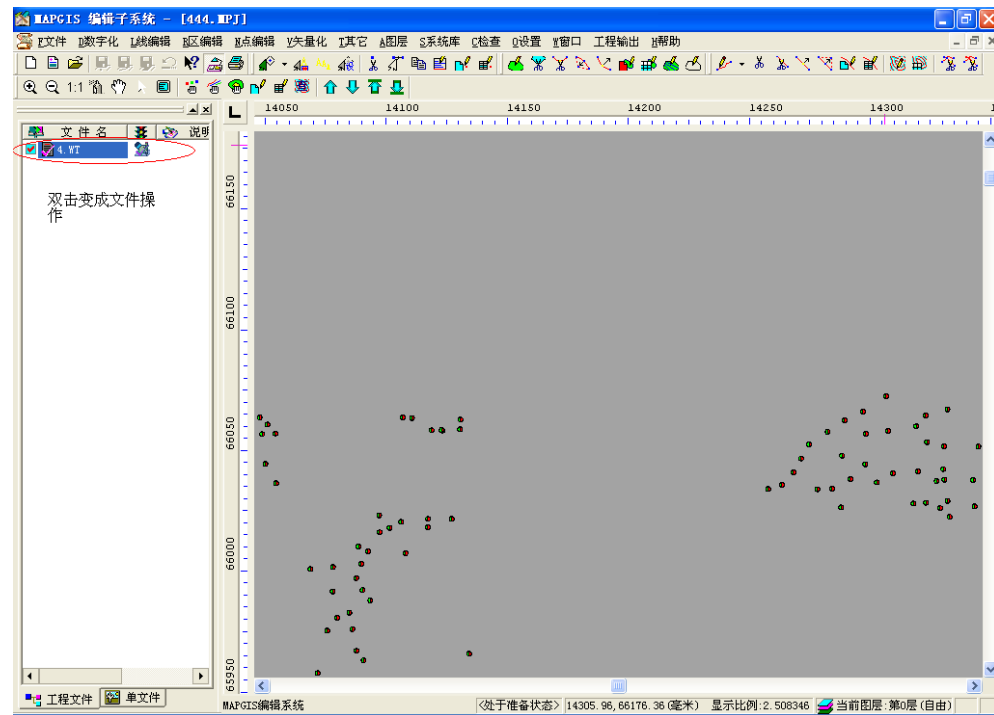 MAPGIS 编辑子系统 - [444.MPJ]
F文件 D数字化 L线编辑 R区编辑 N点编辑 V矢量化 T其它 A图层 S系统库 C检查 O设置 W窗口 工程输出 H帮助
1:1
14050 14100 14150 14200 14250 14300
文件名 说明
4.WT
双击变成文件操
作
66150
66100
66050
66000
65950
工程文件 单文件
MAPGIS编辑系统 <处于准备状态> 14305.96,66176.36(毫米) 显示比例:2.508346 当前图层:第0层(自由)